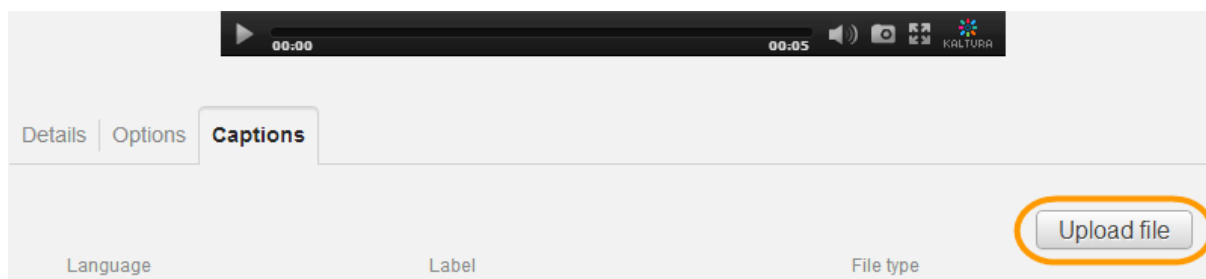 00:00 00:05 KALTURA
Details Options Captions
Upload file
Language Label File type